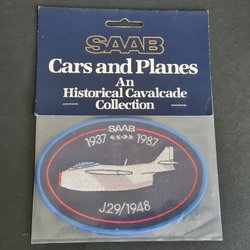 SAAB
Cars and Planes
An
Historical Cavalcade
Collection
SAAB
1937 «·» 1987
J29/1948